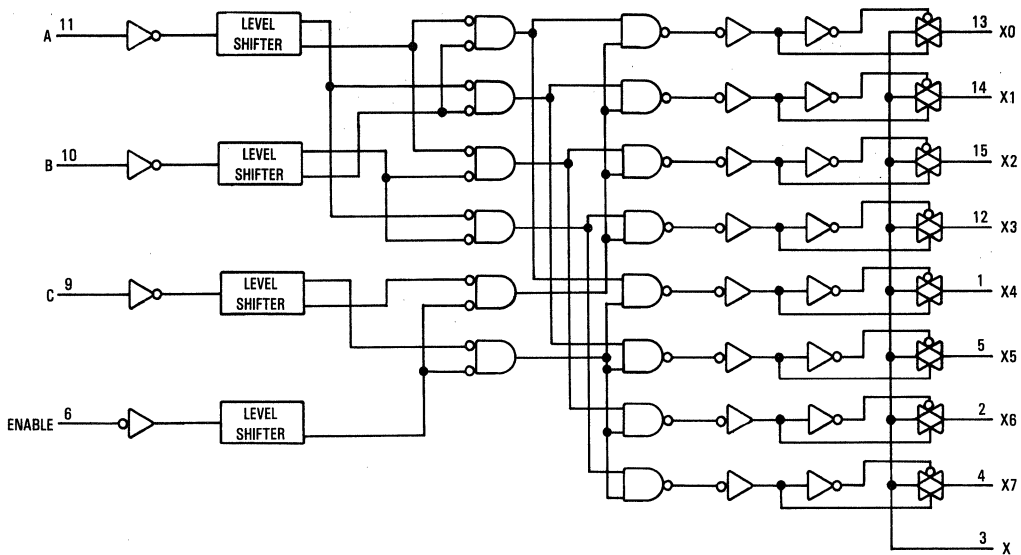 A 11
LEVEL
SHIFTER
13 X0
14 X1
B 10
LEVEL
SHIFTER
15 X2
12 X3
C 9
LEVEL
SHIFTER
1 X4
5 X5
ENABLE 6
LEVEL
SHIFTER
2 X6
4 X7
3 X